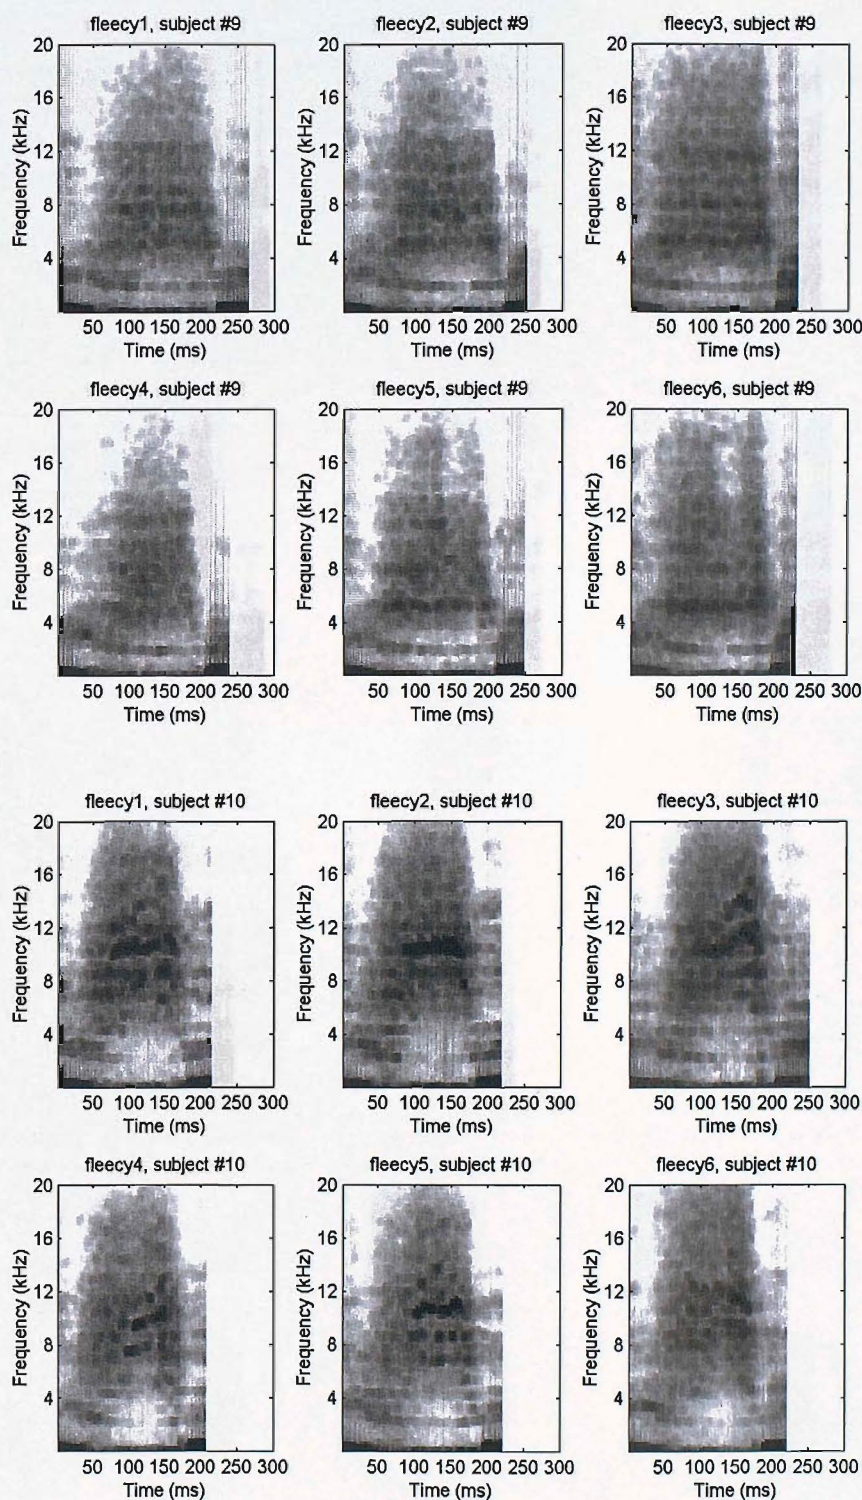 fleecy1, subject #9 fleecy2, subject #9 fleecy3, subject #9
20 20 20
16 16 16
12 12 12
8 8 8
4 4 4
Frequency (kHz) Frequency (kHz) Frequency (kHz)
50 100 150 200 250 300 50 100 150 200 250 300 50 100 150 200 250 300
Time (ms) Time (ms) Time (ms)
fleecy4, subject #9 fleecy5, subject #9 fleecy6, subject #9
20 20 20
16 16 16
12 12 12
8 8 8
4 4 4
Frequency (kHz) Frequency (kHz) Frequency (kHz)
50 100 150 200 250 300 50 100 150 200 250 300 50 100 150 200 250 300
Time (ms) Time (ms) Time (ms)
fleecy1, subject #10 fleecy2, subject #10 fleecy3, subject #10
20 20 20
16 16 16
12 12 12
8 8 8
4 4 4
Frequency (kHz) Frequency (kHz) Frequency (kHz)
50 100 150 200 250 300 50 100 150 200 250 300 50 100 150 200 250 300
Time (ms) Time (ms) Time (ms)
fleecy4, subject #10 fleecy5, subject #10 fleecy6, subject #10
20 20 20
16 16 16
12 12 12
8 8 8
4 4 4
Frequency (kHz) Frequency (kHz) Frequency (kHz)
50 100 150 200 250 300 50 100 150 200 250 300 50 100 150 200 250 300
Time (ms) Time (ms) Time (ms)